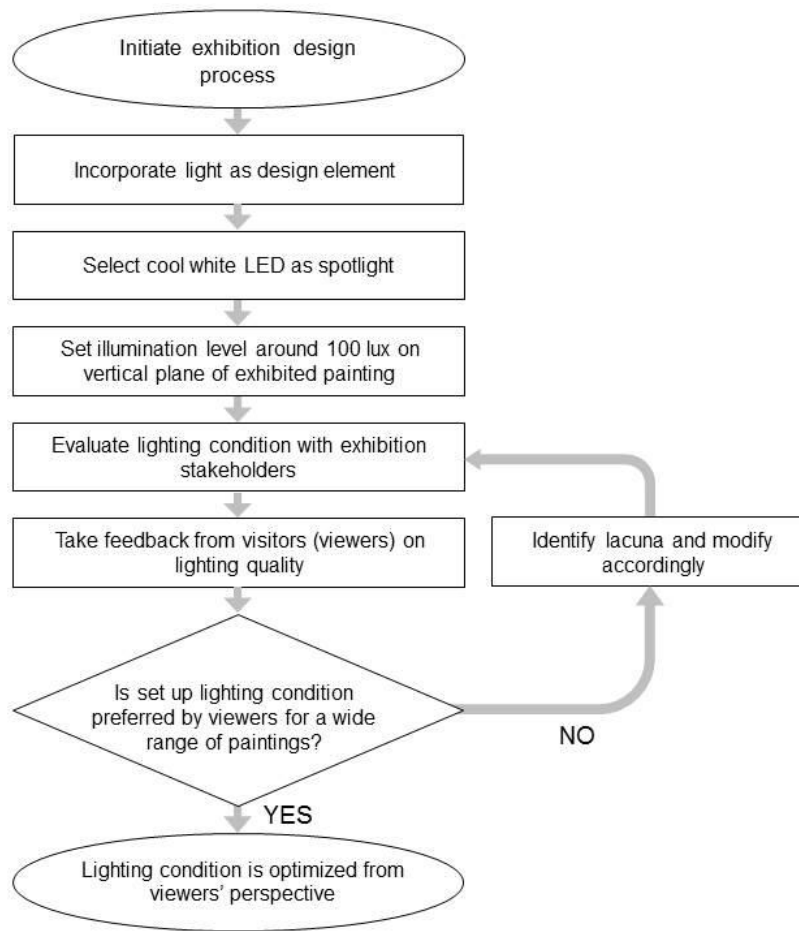 Initiate exhibition design
process
Incorporate light as design element
Select cool white LED as spotlight
Set illumination level around 100 lux on
vertical plane of exhibited painting
Evaluate lighting condition with exhibition
stakeholders
Take feedback from visitors (viewers) on
lighting quality
Identify lacuna and modify
accordingly
Is set up lighting condition
preferred by viewers for a wide
range of paintings?
NO
YES
Lighting condition is optimized from
viewers’ perspective